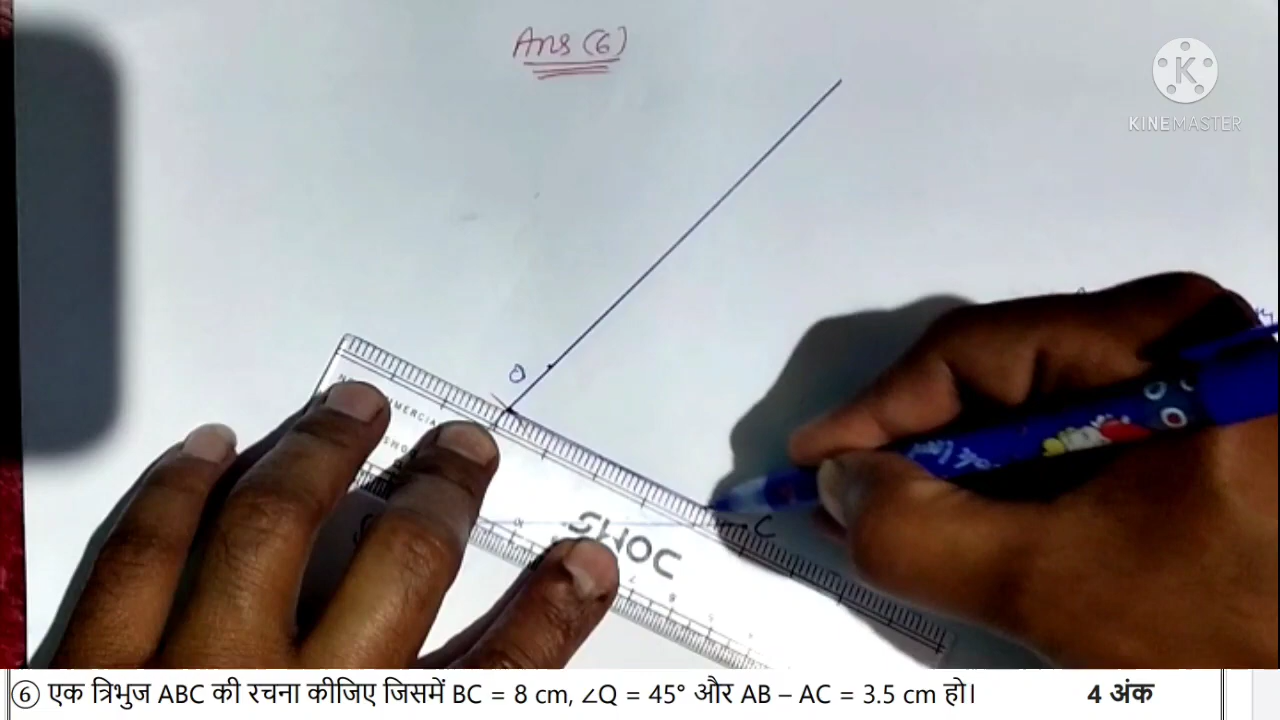 Ans (6)
K
KINEMASTER
D
C
SHOC
⑥ एक त्रिभुज ABC की रचना कीजिए जिसमें BC = 8 cm, ∠Q = 45° और AB – AC = 3.5 cm हो। 4 अंक